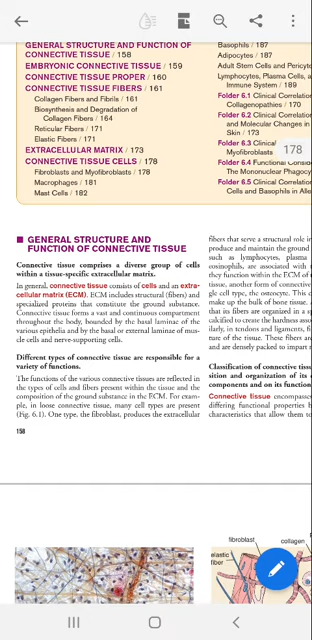 GENERAL STRUCTURE AND FUNCTION OF
CONNECTIVE TISSUE / 158
EMBRYONIC CONNECTIVE TISSUE / 159
CONNECTIVE TISSUE PROPER / 160
CONNECTIVE TISSUE FIBERS / 161
Collagen Fibers and Fibrils / 161
Biosynthesis and Degradation of
Collagen Fibers / 164
Reticular Fibers / 171
Elastic Fibers / 171
EXTRACELLULAR MATRIX / 173
CONNECTIVE TISSUE CELLS / 178
Fibroblasts and Myofibroblasts / 178
Macrophages / 181
Mast Cells / 182
Basophils / 187
Adipocytes / 187
Adult Stem Cells and Pericyte
Lymphocytes, Plasma Cells, a
Immune System / 189
Folder 6.1 Clinical Correlation
Collagenopathies / 170
Folder 6.2 Clinical Correlation
and Molecular Changes in
Skin / 173
Folder 6.3 Clinical
Myofibroblasts
178
Folder 6.4 Functional Conside
The Mononuclear Phagocy
Folder 6.5 Clinical Correlation
Cells and Basophils in Alle
GENERAL STRUCTURE AND
FUNCTION OF CONNECTIVE TISSUE
Connective tissue comprises a diverse group of cells
within a tissue-specific extracellular matrix.
In general, connective tissue consists of cells and an extra-
cellular matrix (ECM). ECM includes structural (fibers) and
specialized proteins that constitute the ground substance.
Connective tissue forms a vast and continuous compartment
throughout the body, bounded by the basal laminae of the
various epithelia and by the basal or external laminae of mus-
cle cells and nerve-supporting cells.
Different types of connective tissue are responsible for a
variety of functions.
The functions of the various connective tissues are reflected in
the types of cells and fibers present within the tissue and the
composition of the ground substance in the ECM. For exam-
ple, in loose connective tissue, many cell types are present
(Fig. 6.1). One type, the fibroblast, produces the extracellular
158
fibers that serve a structural role in
produce and maintain the ground
such as lymphocytes, plasma
eosinophils, are associated with t
they function within the ECM of
tissue, another form of connective
gle cell type, the osteocyte. This c
make up the bulk of bone tissue.
that its fibers are organized in a sp
calcified to create the hardness asso
ilarly, in tendons and ligaments, fi
ture of the tissue. These fibers are
and are densely packed to impart m
Classification of connective tissu
sition and organization of its
components and on its function
Connective tissue encompasse
differing functional properties b
characteristics that allow them to
fibroblast
collagen
elastic
fiber